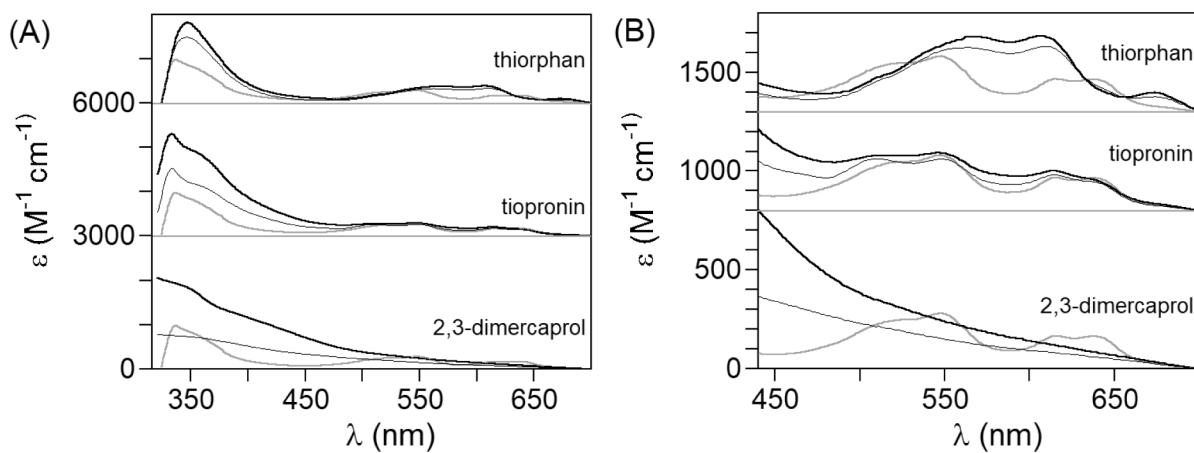 (A)
thiorphan
6000
tiopronin
3000
2,3-dimercaprol
0
ε (M⁻¹ cm⁻¹)
350 450 550 650
λ (nm)
(B)
thiorphan
1500
tiopronin
1000
500
2,3-dimercaprol
0
ε (M⁻¹ cm⁻¹)
450 550 650
λ (nm)